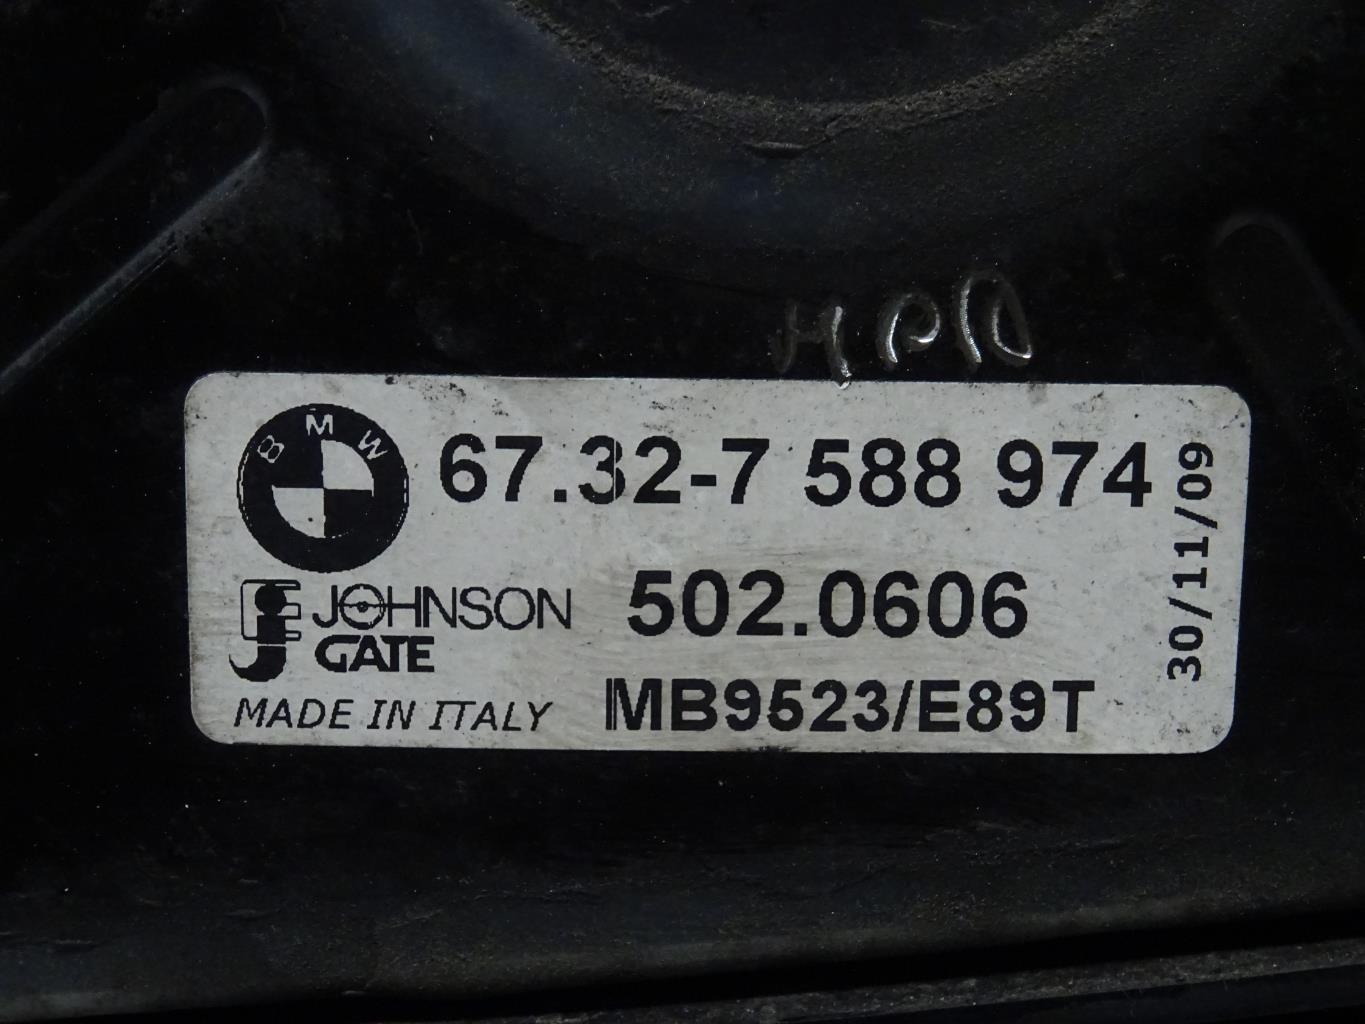 BMW
67.32-7 588 974
30/11/09
JOHNSON
GATE
502.0606
MADE IN ITALY
MB9523/E89T